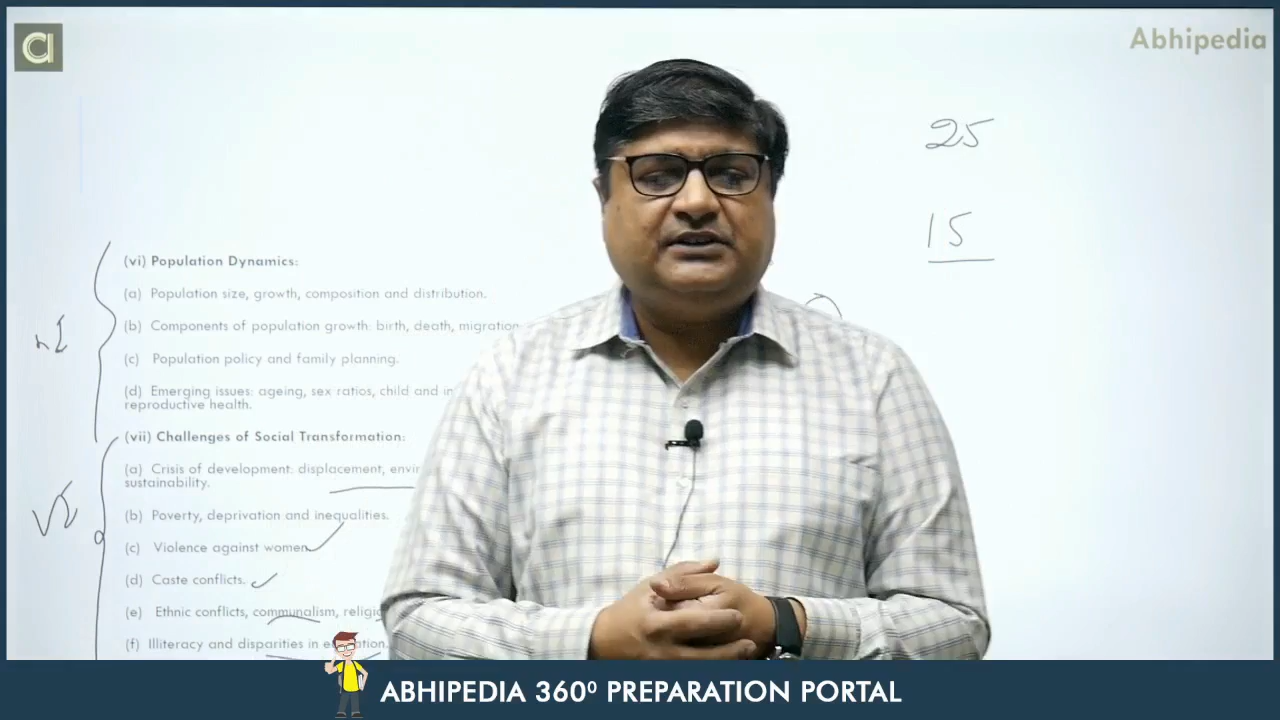 Abhipedia
25
15
(vi) Population Dynamics:
(a) Population size, growth, composition and distribution.
(b) Components of population growth: birth, death, migration
(c) Population policy and family planning.
(d) Emerging issues: ageing, sex ratios, child and in
reproductive health.
(vii) Challenges of Social Transformation:
(a) Crisis of development: displacement, envir
sustainability.
(b) Poverty, deprivation and inequalities.
(c) Violence against women
(d) Caste conflicts.
(e) Ethnic conflicts, communalism, religio
(f) Illiteracy and disparities in
ABHIPEDIA 360⁰ PREPARATION PORTAL